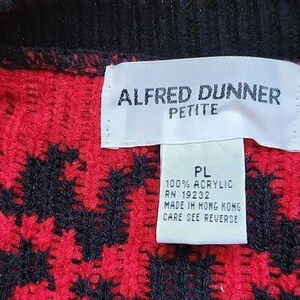 ALFRED DUNNER
PETITE
PL
100% ACRYLIC
RN 19232
MADE IN HONG KONG
CARE SEE REVERSE